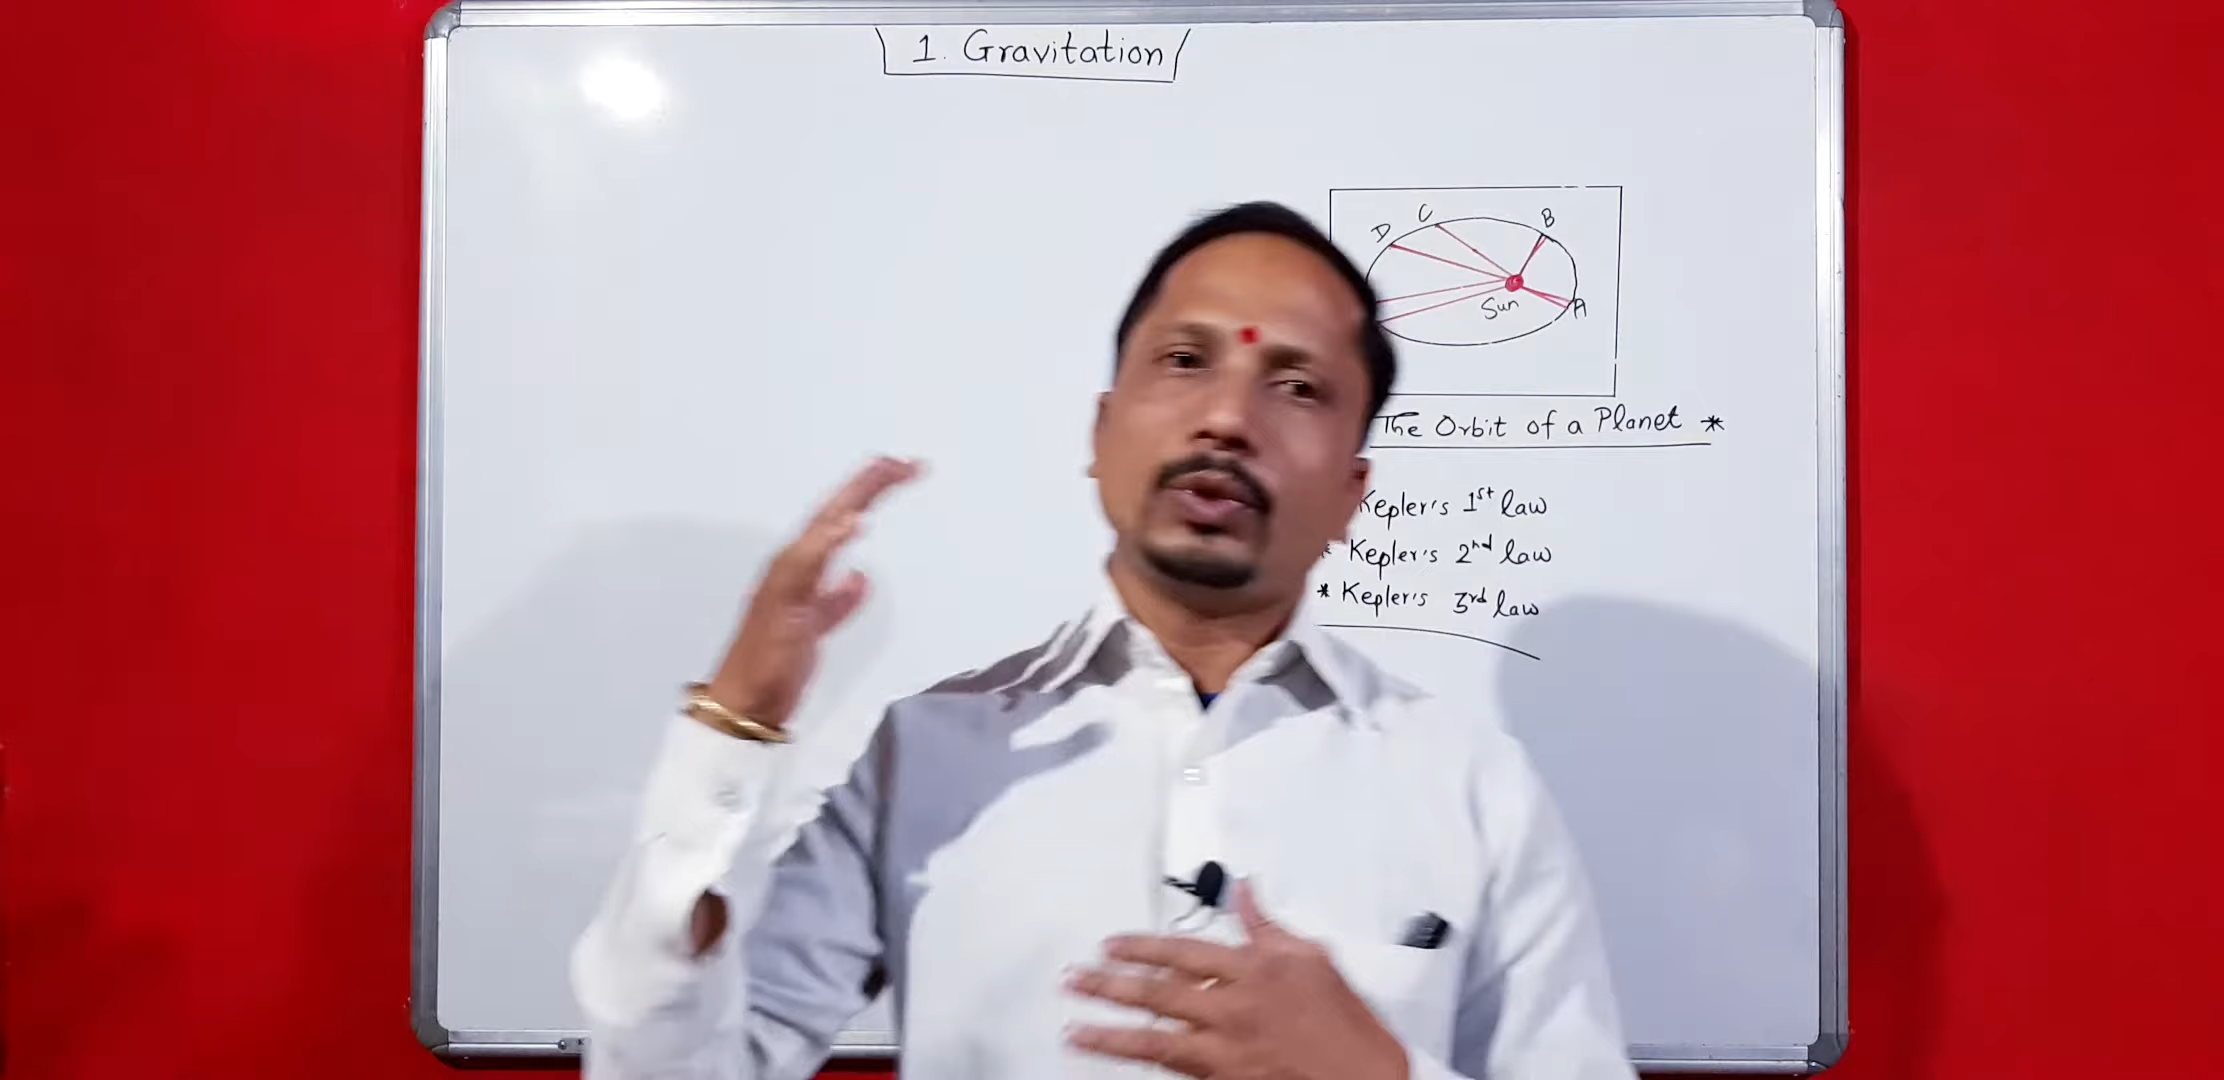 1. Gravitation
C
B
D
Sun
A
The Orbit of a Planet *
Kepler's 1st law
* Kepler's 2nd law
* Kepler's 3rd law